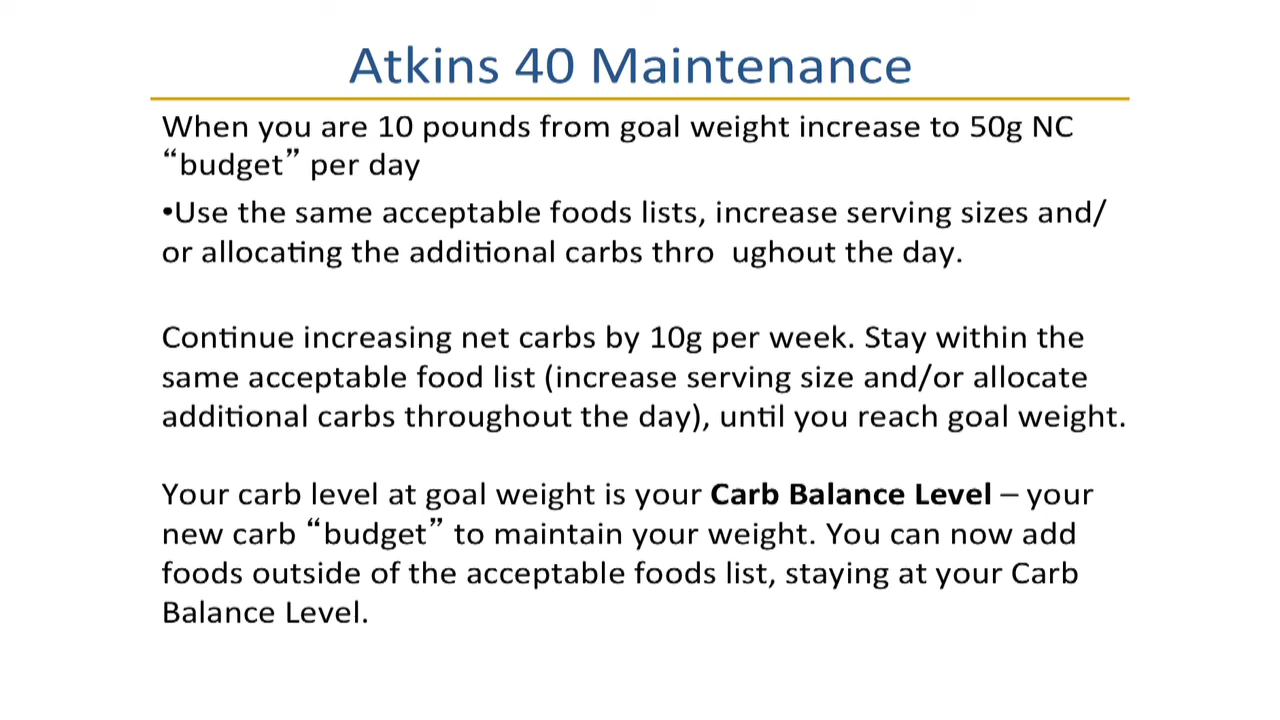 Atkins 40 Maintenance
When you are 10 pounds from goal weight increase to 50g NC
“budget” per day
•Use the same acceptable foods lists, increase serving sizes and/
or allocating the additional carbs thro  ughout the day.
Continue increasing net carbs by 10g per week. Stay within the
same acceptable food list (increase serving size and/or allocate
additional carbs throughout the day), until you reach goal weight.
Your carb level at goal weight is your Carb Balance Level – your
new carb “budget” to maintain your weight. You can now add
foods outside of the acceptable foods list, staying at your Carb
Balance Level.